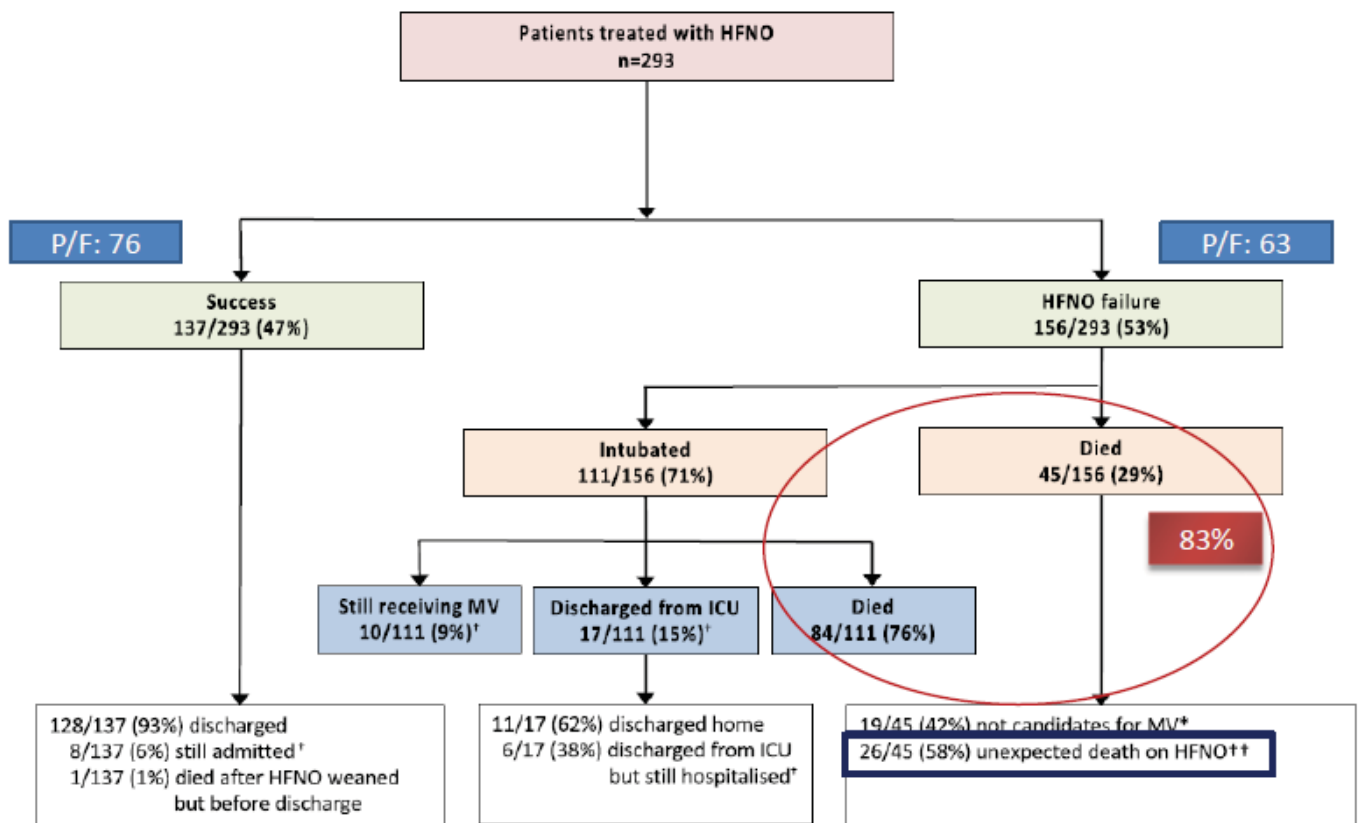 Patients treated with HFNO
n=293
P/F: 76
P/F: 63
Success
137/293 (47%)
HFNO failure
156/293 (53%)
Intubated
111/156 (71%)
Died
45/156 (29%)
83%
Still receiving MV
10/111 (9%)†
Discharged from ICU
17/111 (15%)†
Died
84/111 (76%)
128/137 (93%) discharged
8/137 (6%) still admitted†
1/137 (1%) died after HFNO weaned
but before discharge
11/17 (62%) discharged home
6/17 (38%) discharged from ICU
but still hospitalised†
19/45 (42%) not candidates for MV*
26/45 (58%) unexpected death on HFNO††